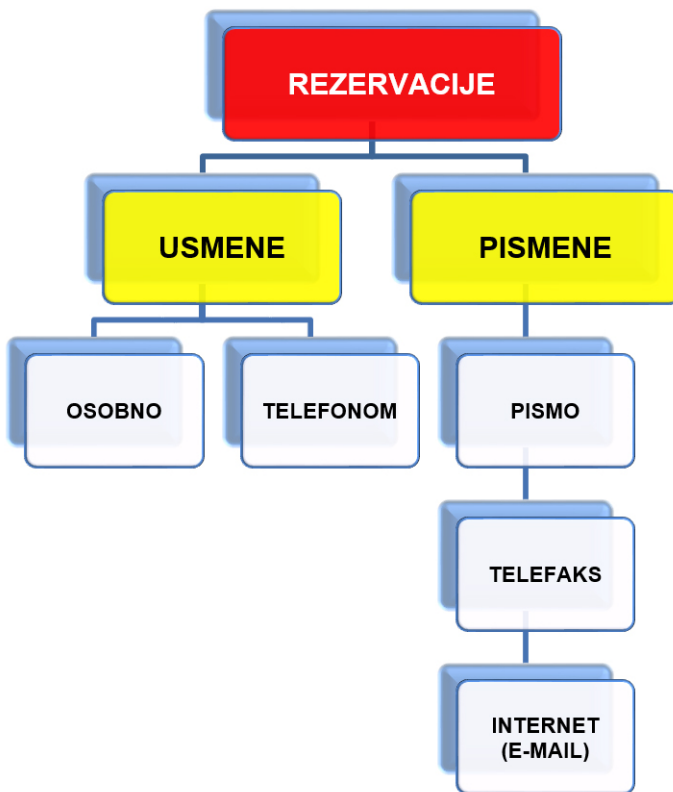 REZERVACIJE
USMENE
PISMENE
OSOBNO
TELEFONOM
PISMO
TELEFAKS
INTERNET
(E-MAIL)